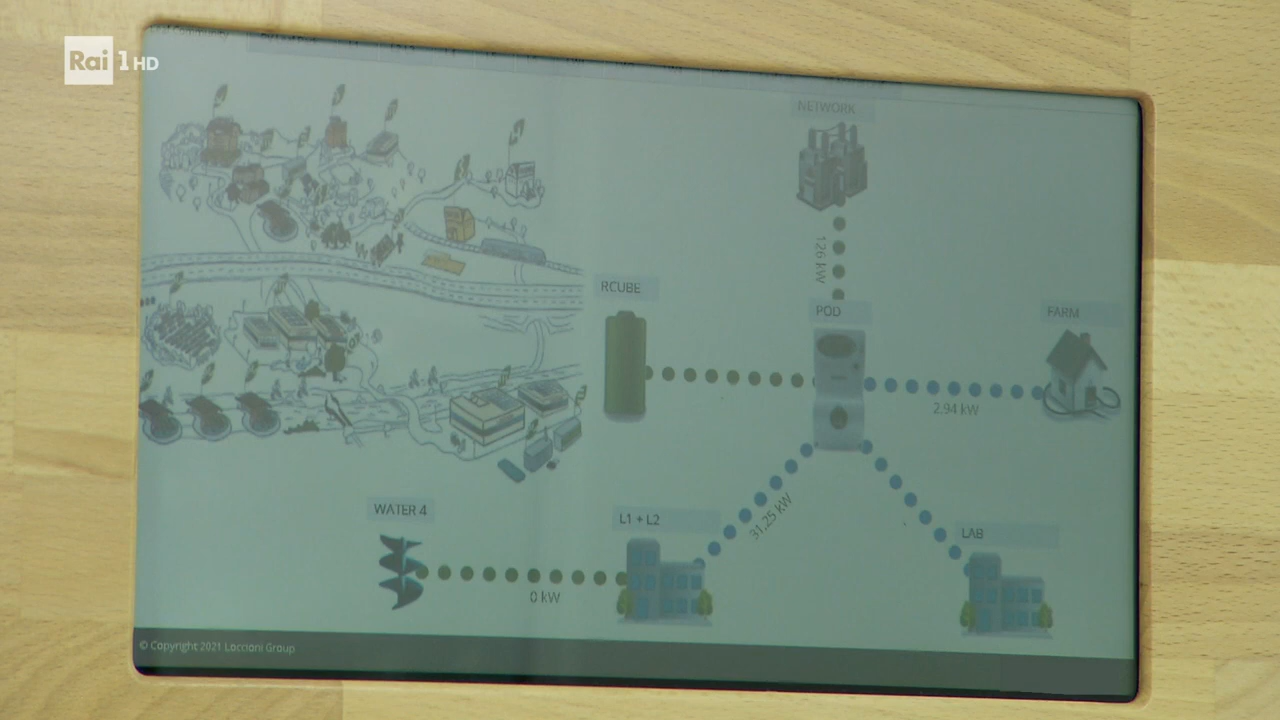 Rai 1 HD
NETWORK
126 kW
RCUBE
POD
FARM
2.94 kW
WATER 4
L1 + L2
31.25 kW
LAB
0 kW
© Copyright 2021 Loccioni Group